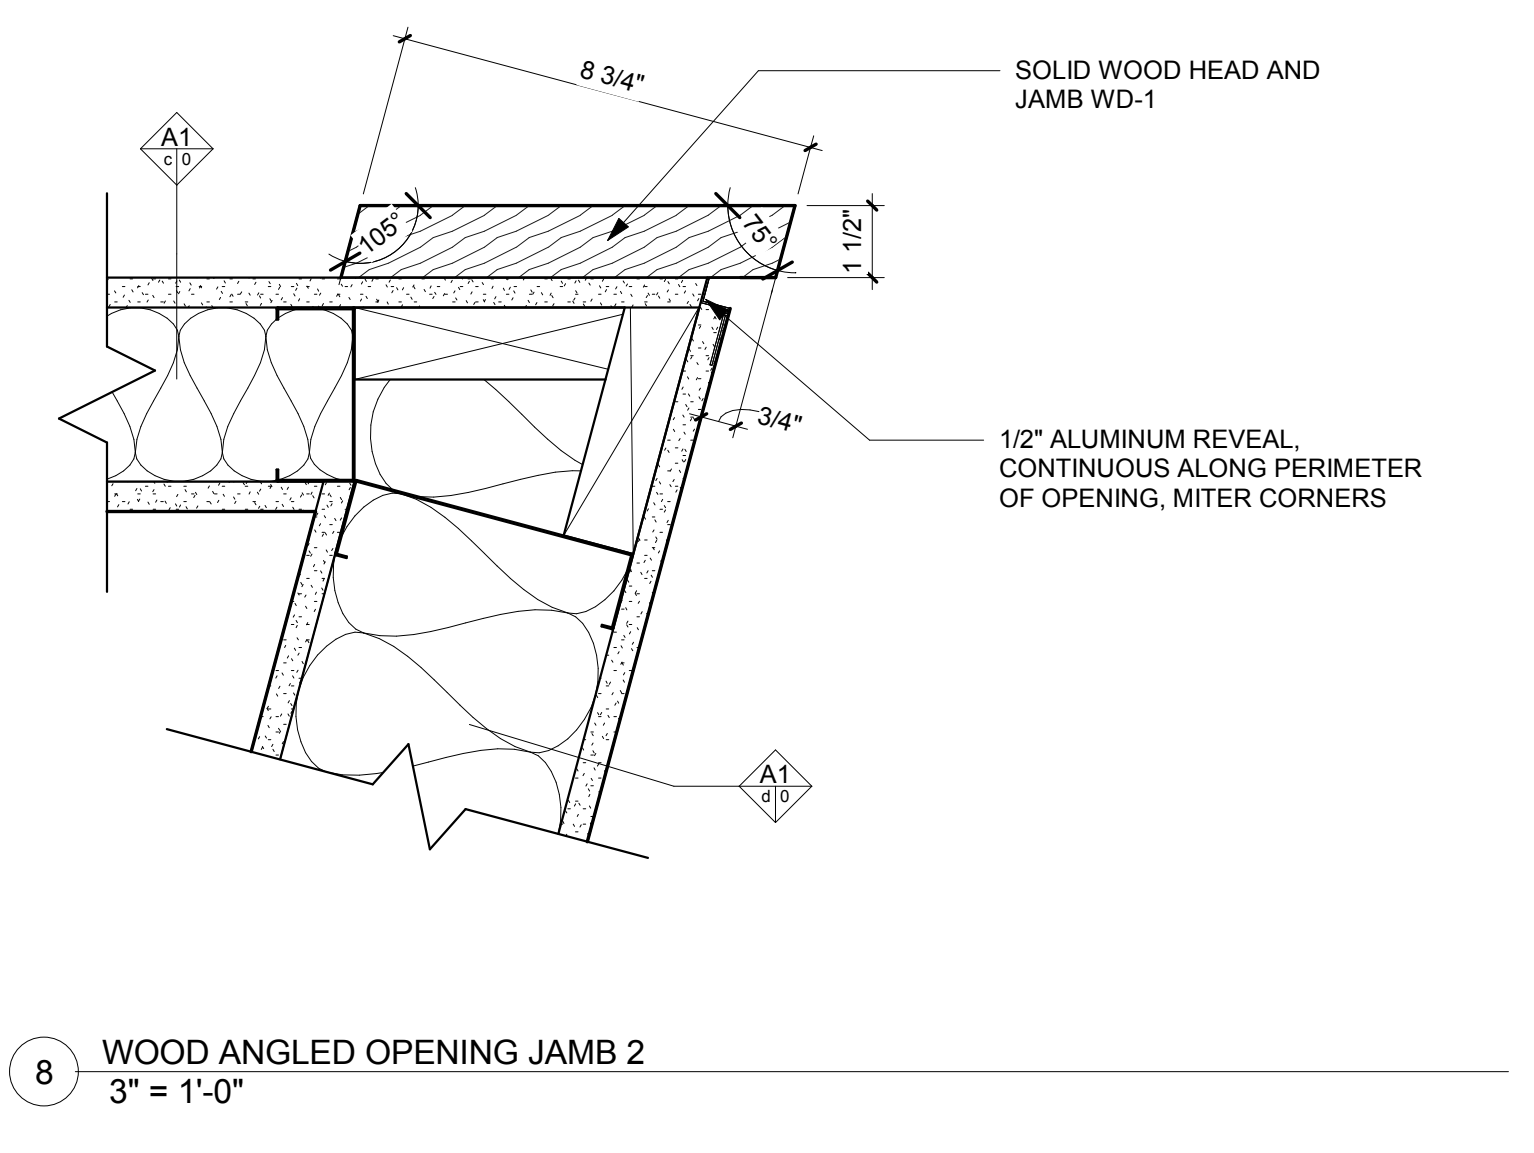 8 3/4"
SOLID WOOD HEAD AND
JAMB WD-1
A1
c 0
105°
75°
1 1/2"
3/4"
1/2" ALUMINUM REVEAL,
CONTINUOUS ALONG PERIMETER
OF OPENING, MITER CORNERS
A1
d 0
8
WOOD ANGLED OPENING JAMB 2
3" = 1'-0"